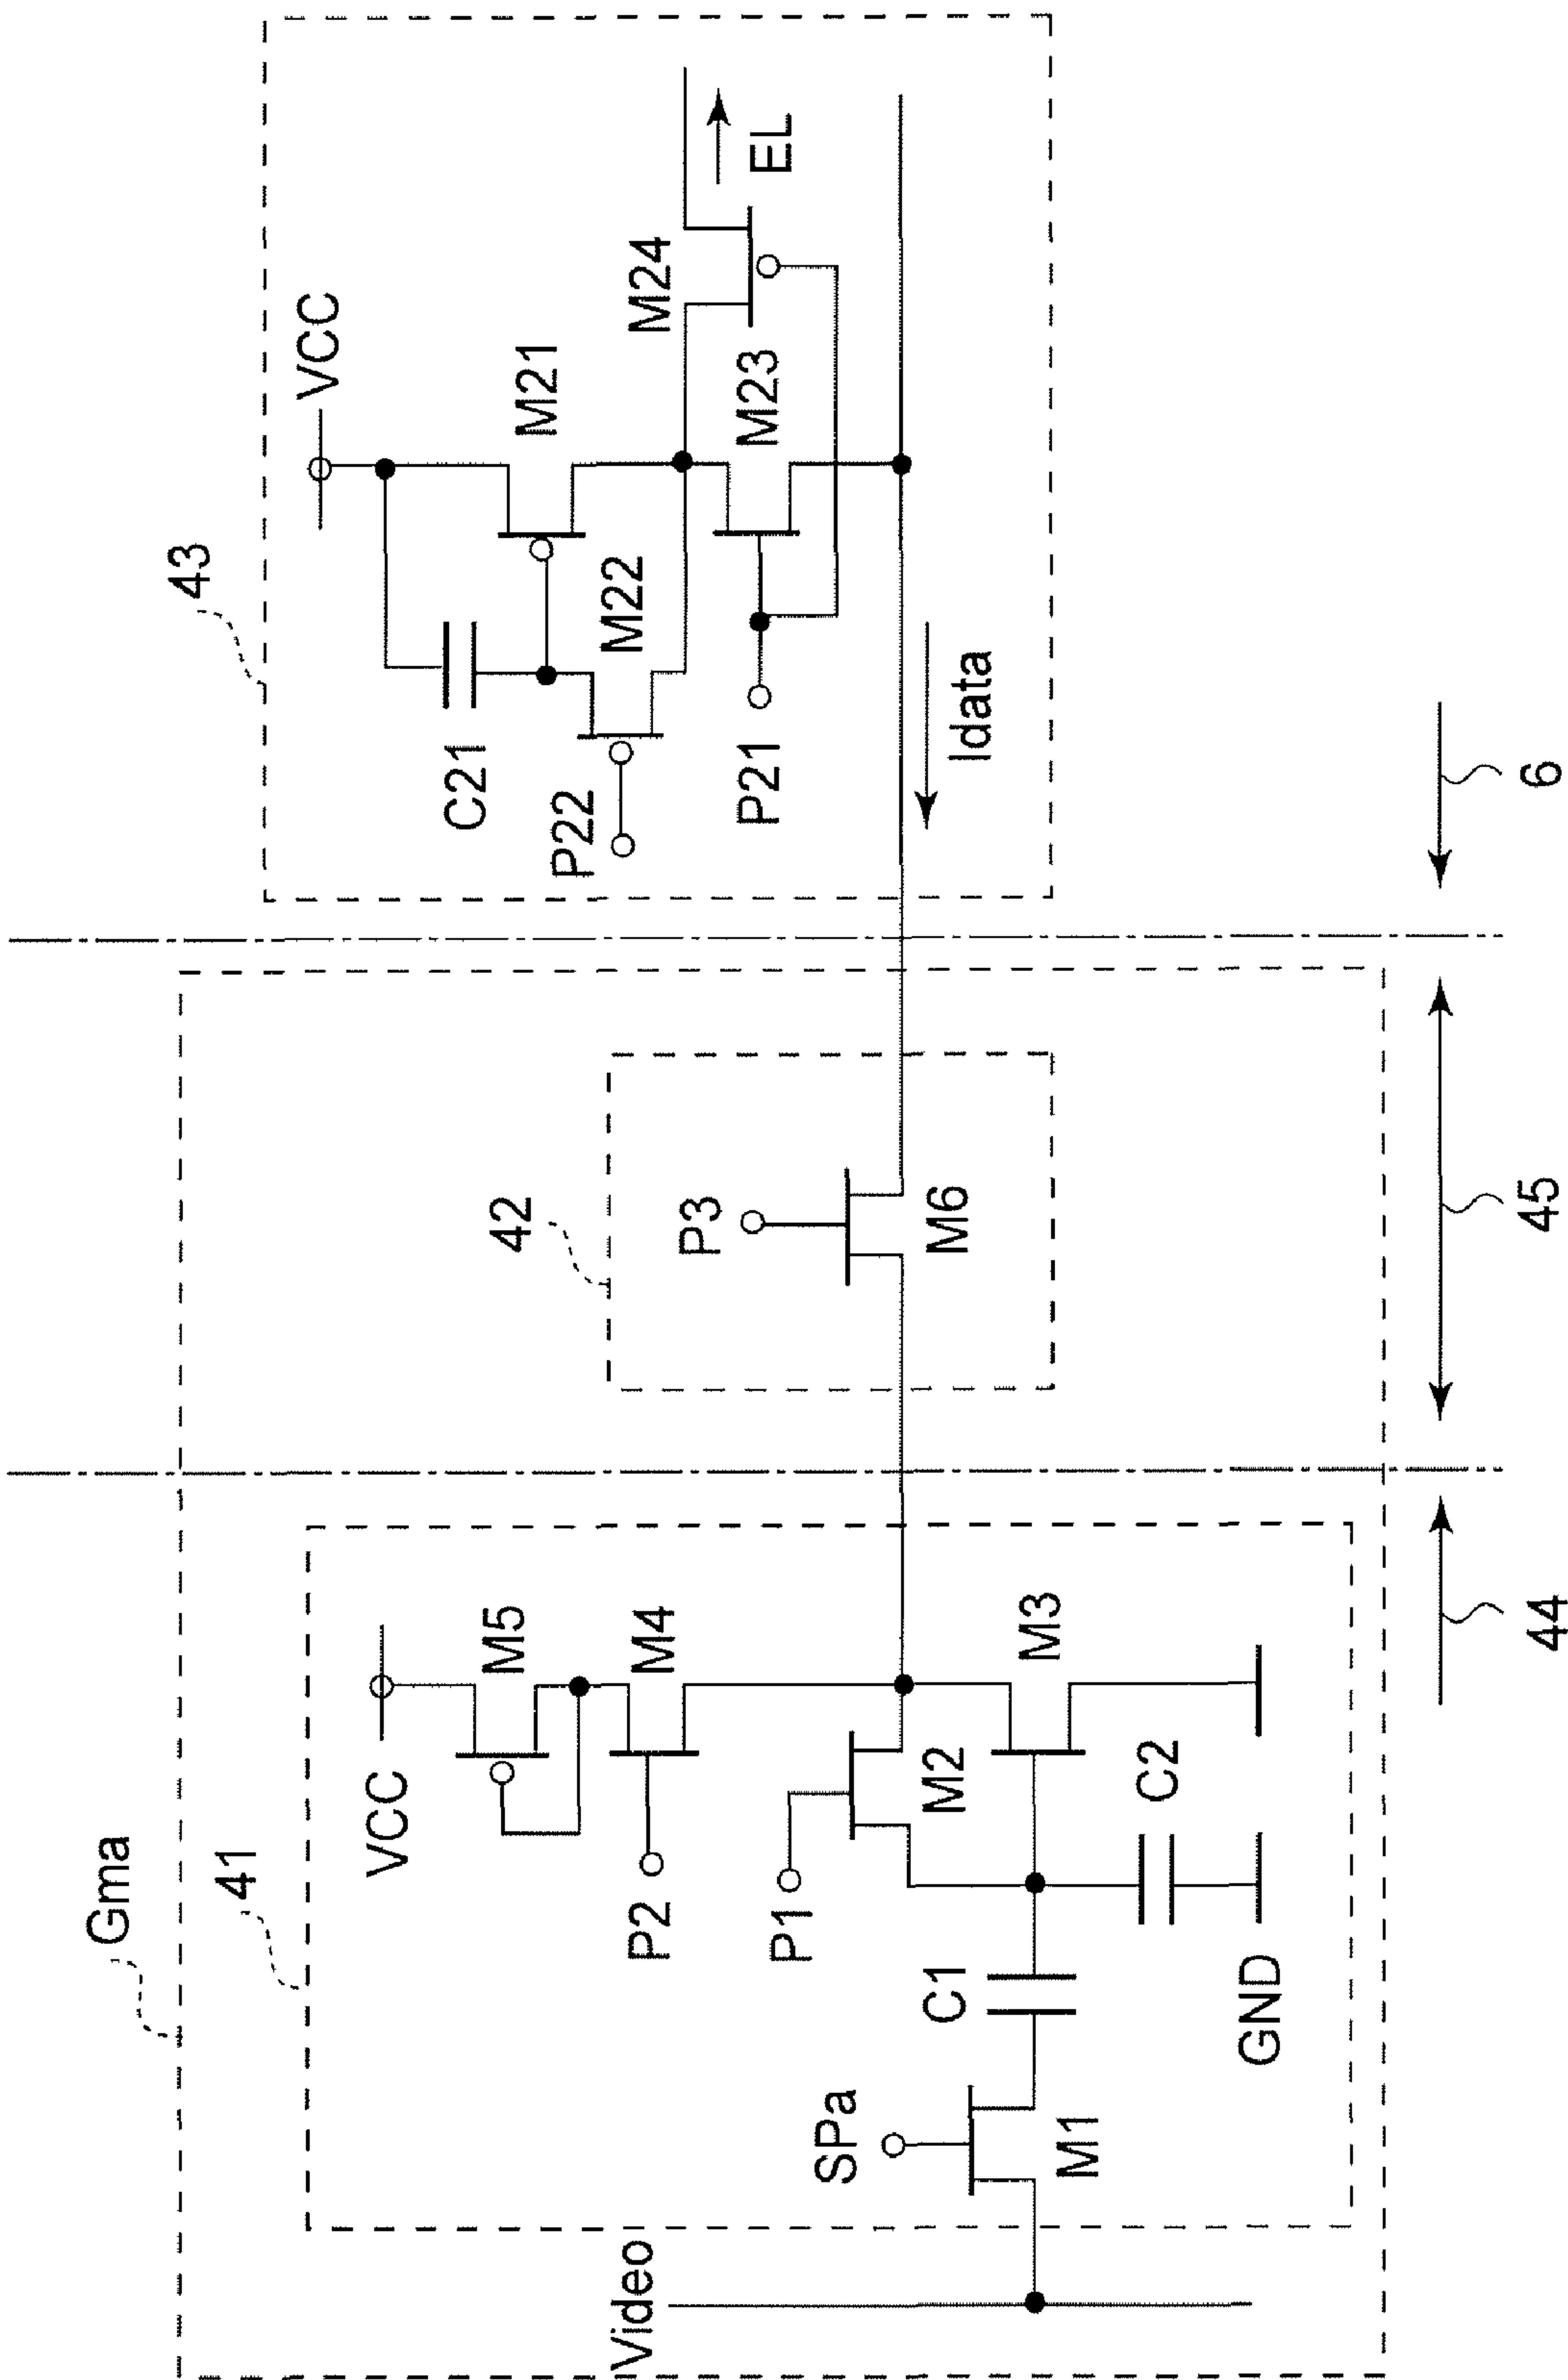 Gma
41
VCC
M5
M4
P2
P1
M2
M3
C1
C2
SPa
M1
GND
Video
42
P3
M6
43
VCC
M21
C21
M22
P22
M24
EL
M23
P21
Idata
44
45
6